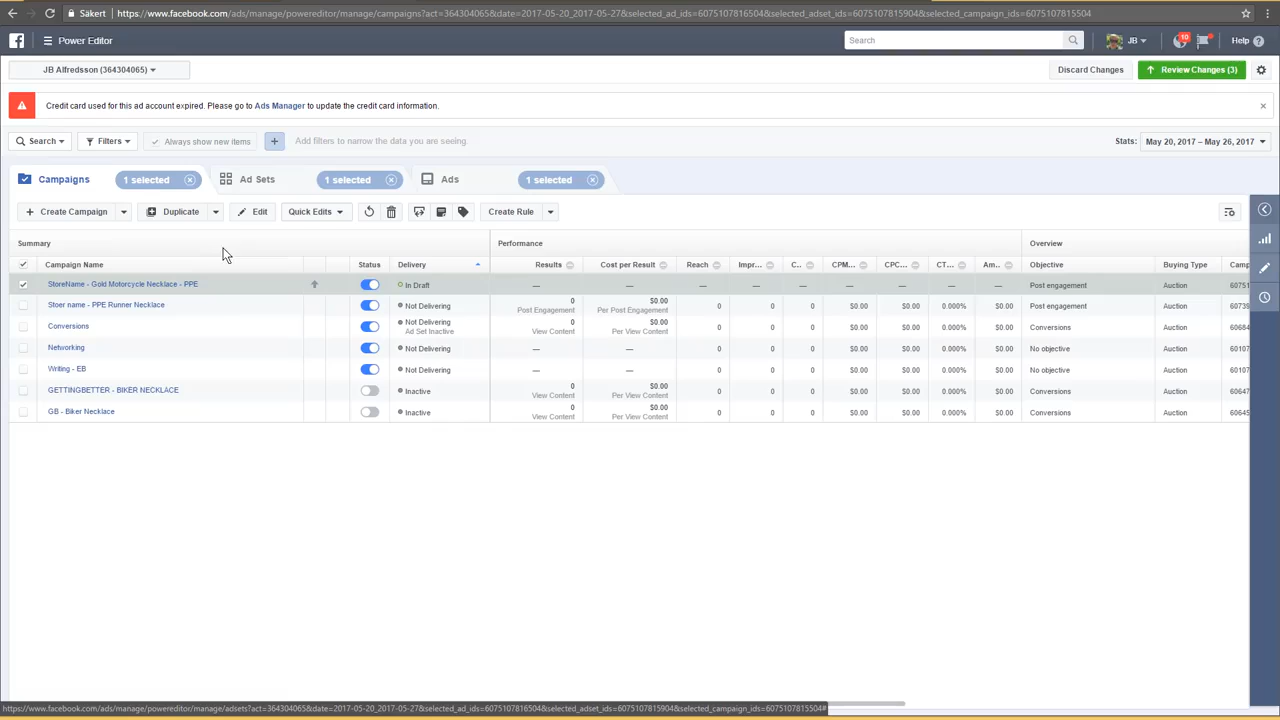 Säkert https://www.facebook.com/ads/manage/powereditor/manage/campaigns?act=364304065&date=2017-05-20_2017-05-27&selected_ad_ids=6075107816504&selected_adset_ids=6075107815904&selected_campaign_ids=6075107815504
Power Editor Search JB 10 Help
JB Alfredsson (364304065) Discard Changes Review Changes (3)
Credit card used for this ad account expired. Please go to Ads Manager to update the credit card information.
Search Filters Always show new items + Add filters to narrow the data you are seeing. Stats: May 20, 2017 – May 26, 2017
Campaigns 1 selected Ad Sets 1 selected Ads 1 selected
+ Create Campaign Duplicate Edit Quick Edits Create Rule
Summary Performance Overview
Campaign Name Status Delivery Results Cost per Result Reach Impr... C.. CPM... CPC... CT... Am... Objective Buying Type Camp
StoreName - Gold Motorcycle Necklace - PPE In Draft — — — — — — — — — Post engagement Auction 60751
Stoer name - PPE Runner Necklace Not Delivering 0 $0.00 0 0 0 $0.00 $0.00 0.000% $0.00 Post engagement Auction 60739
Post Engagement Per Post Engagement
Conversions Not Delivering 0 $0.00 0 0 0 $0.00 $0.00 0.000% $0.00 Conversions Auction 60684
Ad Set Inactive View Content Per View Content
Networking Not Delivering — — 0 0 0 $0.00 $0.00 0.000% $0.00 No objective Auction 60107
Writing - EB Not Delivering — — 0 0 0 $0.00 $0.00 0.000% $0.00 No objective Auction 60107
GETTINGBETTER - BIKER NECKLACE Inactive 0 $0.00 0 0 0 $0.00 $0.00 0.000% $0.00 Conversions Auction 60647
View Content Per View Content
GB - Biker Necklace Inactive 0 $0.00 0 0 0 $0.00 $0.00 0.000% $0.00 Conversions Auction 60645
View Content Per View Content
https://www.facebook.com/ads/manage/powereditor/manage/adsets?act=364304065&date=2017-05-20_2017-05-27&selected_ad_ids=6075107816504&selected_adset_ids=6075107815904&selected_campaign_ids=6075107815504#